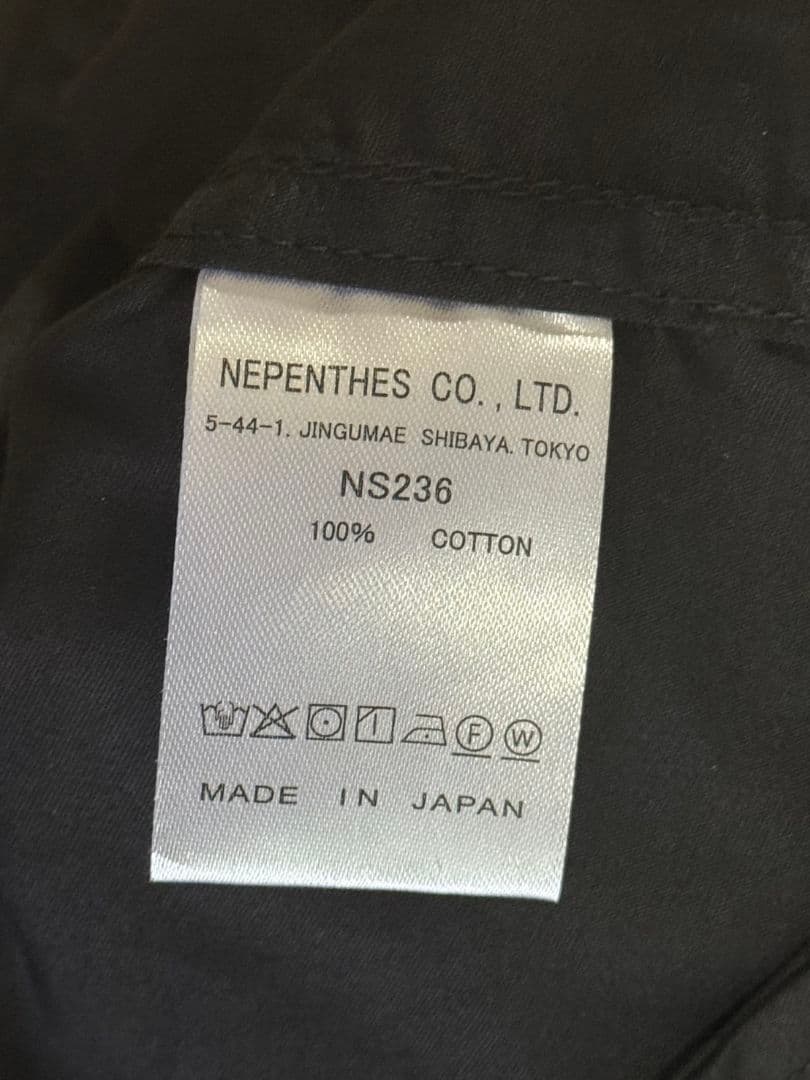 NEPENTHES CO., LTD.
5-44-1. JINGUMAE SHIBAYA. TOKYO
NS236
100% COTTON
F W
MADE IN JAPAN